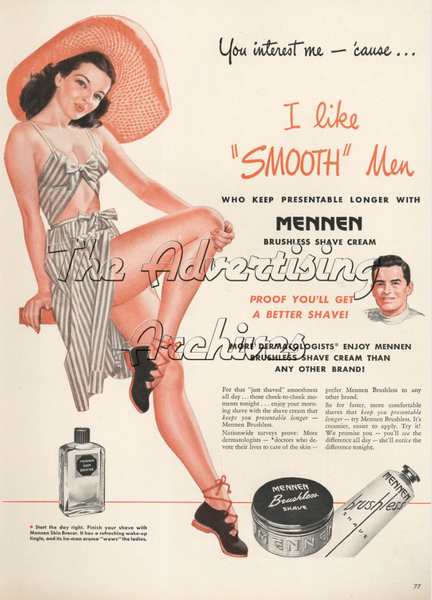 You interest me — 'cause...
I like
"SMOOTH" Men
WHO KEEP PRESENTABLE LONGER WITH
MENNEN
BRUSHLESS SHAVE CREAM
The Advertising
Archives
PROOF YOU'LL GET
A BETTER SHAVE!
MORE DERMATOLOGISTS* ENJOY MENNEN
BRUSHLESS SHAVE CREAM THAN
ANY OTHER BRAND!
For that "just shaved" smoothness
all day...those cheek-to-cheek mo-
ments tonight...enjoy your morn-
ing shave with the shave cream that
keeps you presentable longer —
Mennen Brushless.
Nationwide surveys prove: More
dermatologists — *doctors who de-
vote their lives to care of the skin —
prefer Mennen Brushless to any
other brand.
So for faster, more comfortable
shaves that keep you presentable
longer — try Mennen Brushless. It's
creamier, easier to apply. Try it!
We promise you — you'll see the
difference all day — she'll notice the
difference tonight.
MENNEN
SKIN
BRACER
MENNEN
Brushless
SHAVE
MENN
MENNEN
brushless
SHAVE
• Start the day right. Finish your shave with
Mennen Skin Bracer. It has a refreshing wake-up
tingle, and its he-man aroma "wows" the ladies.
77